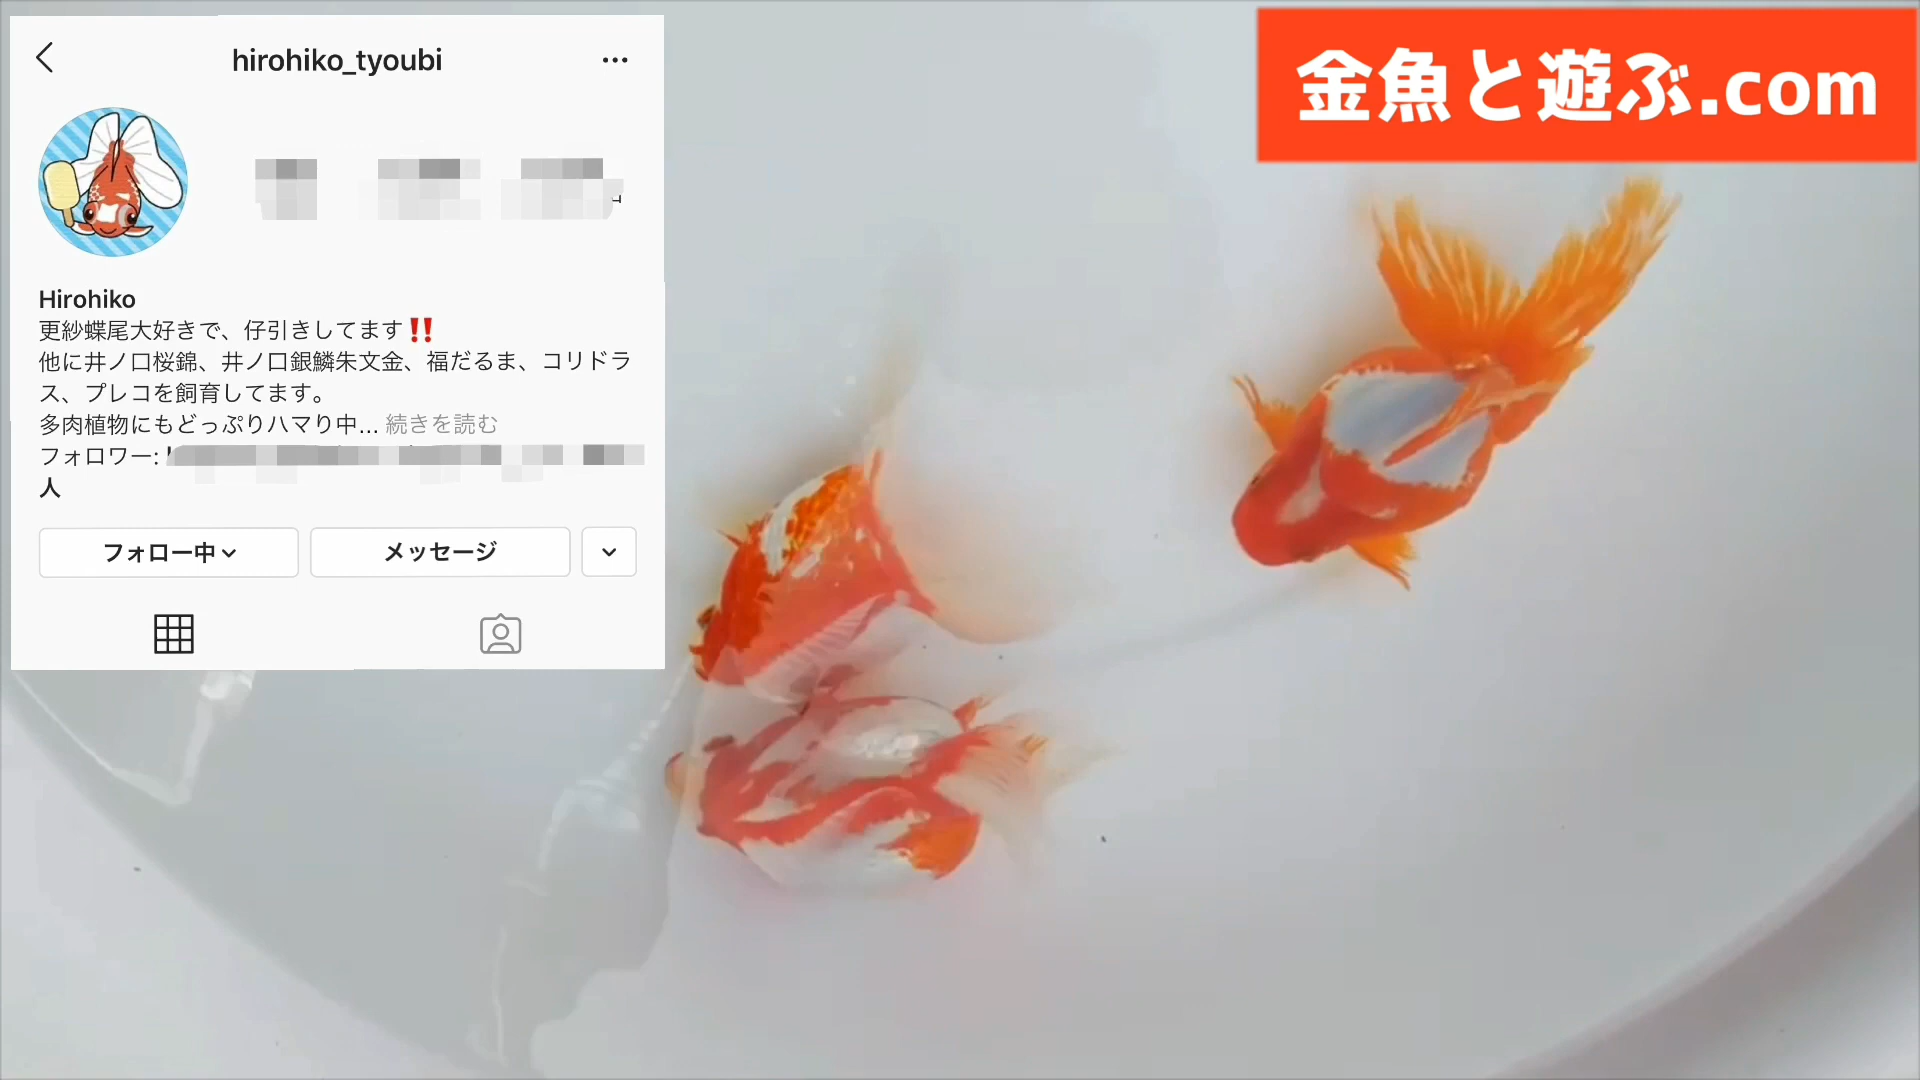 hirohiko_tyoubi
金魚と遊ぶ.com
Hirohiko
更紗蝶尾大好きで、仔引きしてます‼️
他に井ノ口桜錦、井ノ口銀鱗朱文金、福だるま、コリドラ
ス、プレコを飼育してます。
多肉植物にもどっぷりハマり中... 続きを読む
フォロワー:
人
フォロー中
メッセージ